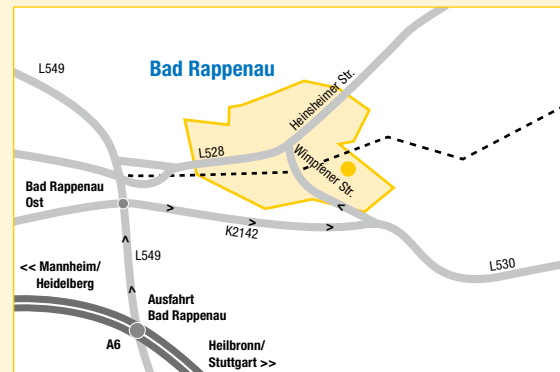 L549
Bad Rappenau
Heinsheimer Str.
L528
Wimpfener Str.
Bad Rappenau
Ost
K2142
L549
L530
<< Mannheim/
Heidelberg
Ausfahrt
Bad Rappenau
A6
Heilbronn/
Stuttgart >>